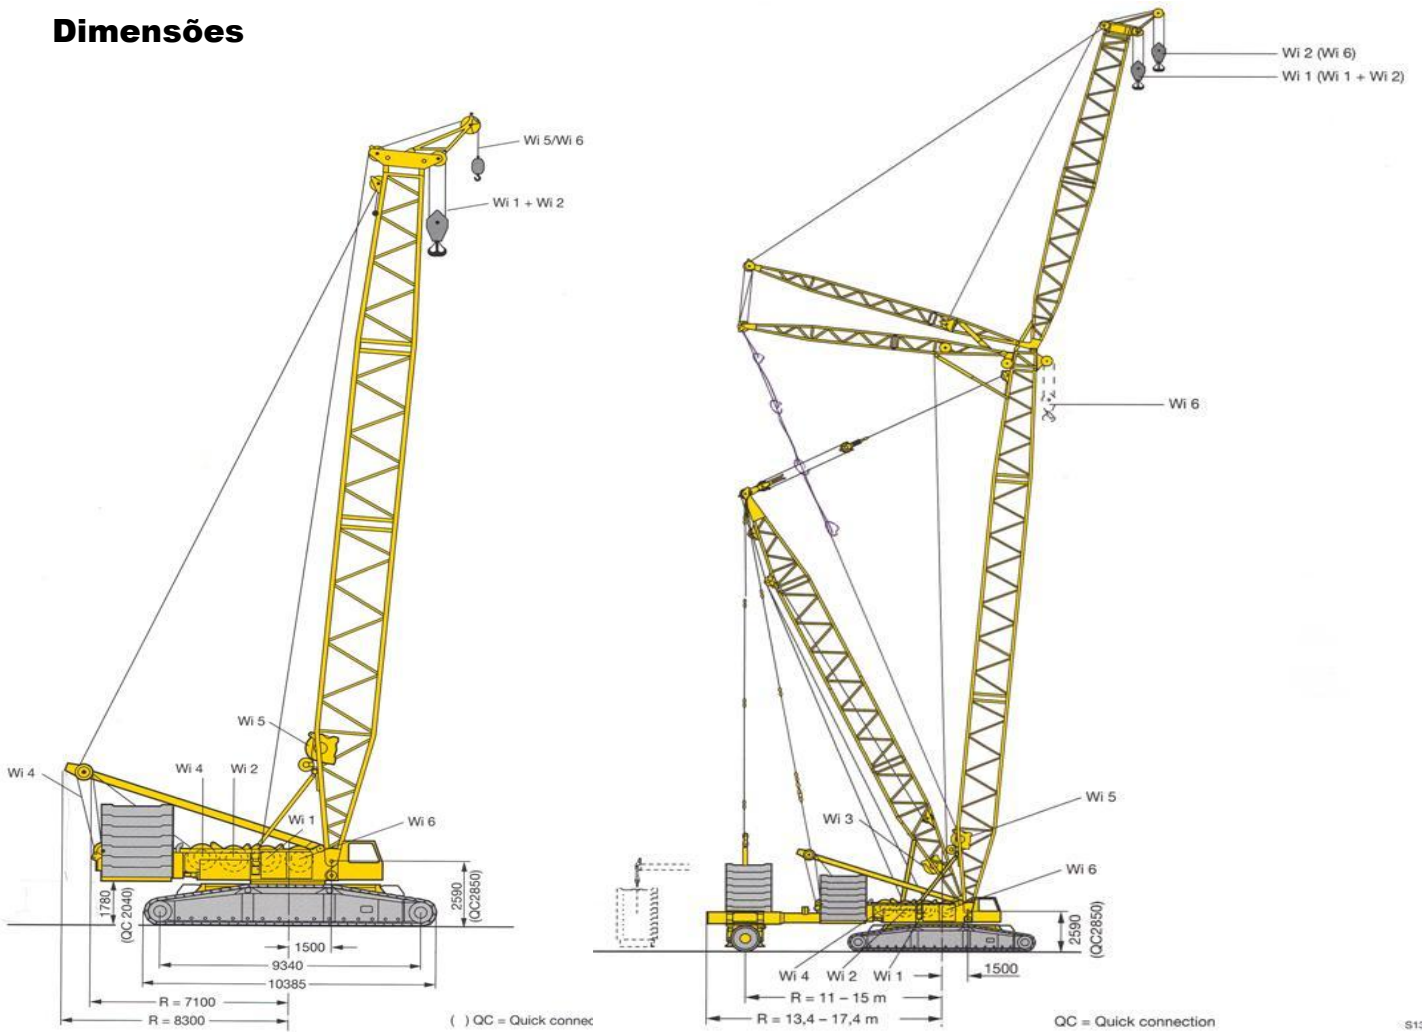 Dimensões
Wi 5/Wi 6
Wi 1 + Wi 2
Wi 5
Wi 4
Wi 4
Wi 2
Wi 1
Wi 6
1780
(QC 2040)
2590
(QC2850)
1500
9340
10385
R = 7100
R = 8300
( ) QC = Quick connec
Wi 2 (Wi 6)
Wi 1 (Wi 1 + Wi 2)
Wi 6
Wi 5
Wi 3
Wi 6
2590
(QC2850)
Wi 4
Wi 2
Wi 1
1500
R = 11 – 15 m
R = 13,4 – 17,4 m
QC = Quick connection